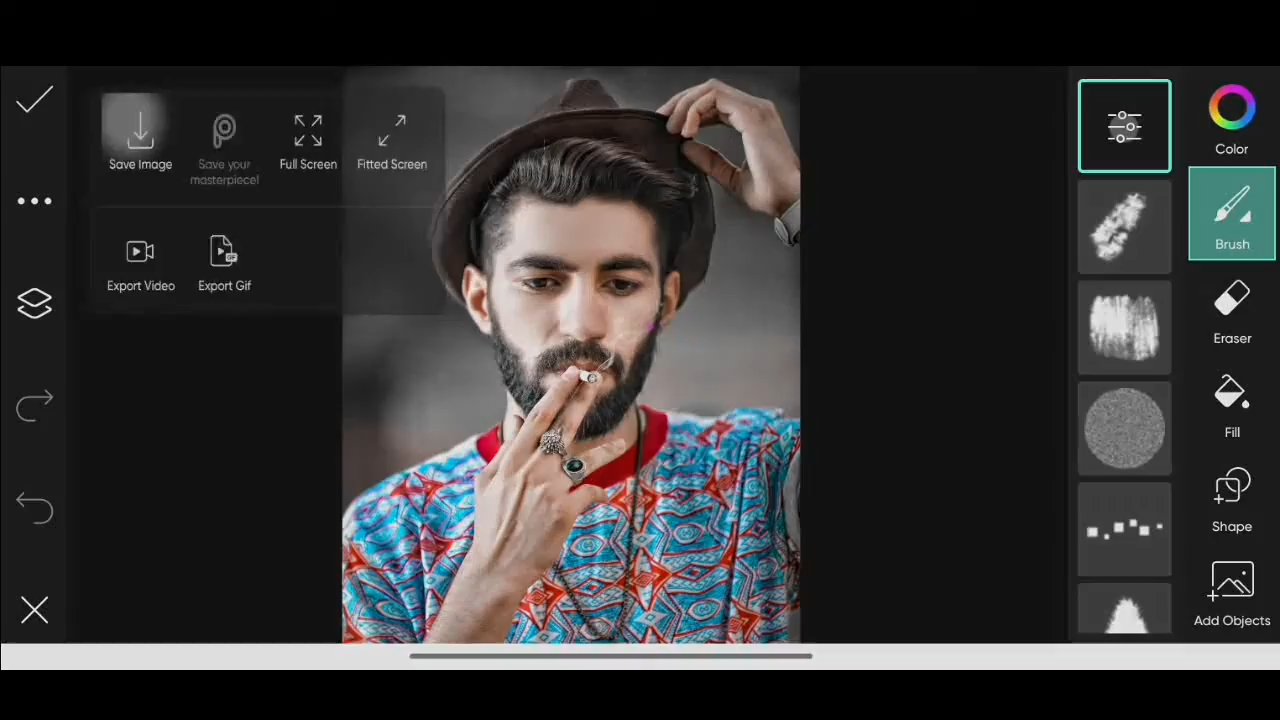 Save Image
Save your
masterpiece!
Full Screen
Fitted Screen
Export Video
Export Gif
GIF
Color
Brush
Eraser
Fill
Shape
Add Objects